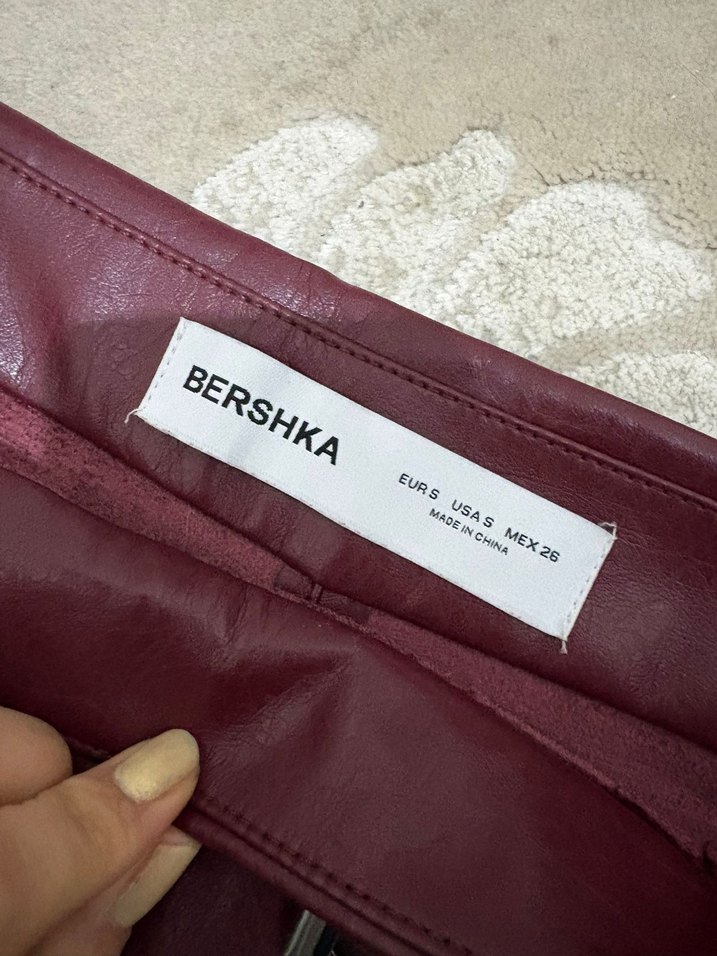 BERSHKA
EUR S USA S MEX 26
MADE IN CHINA